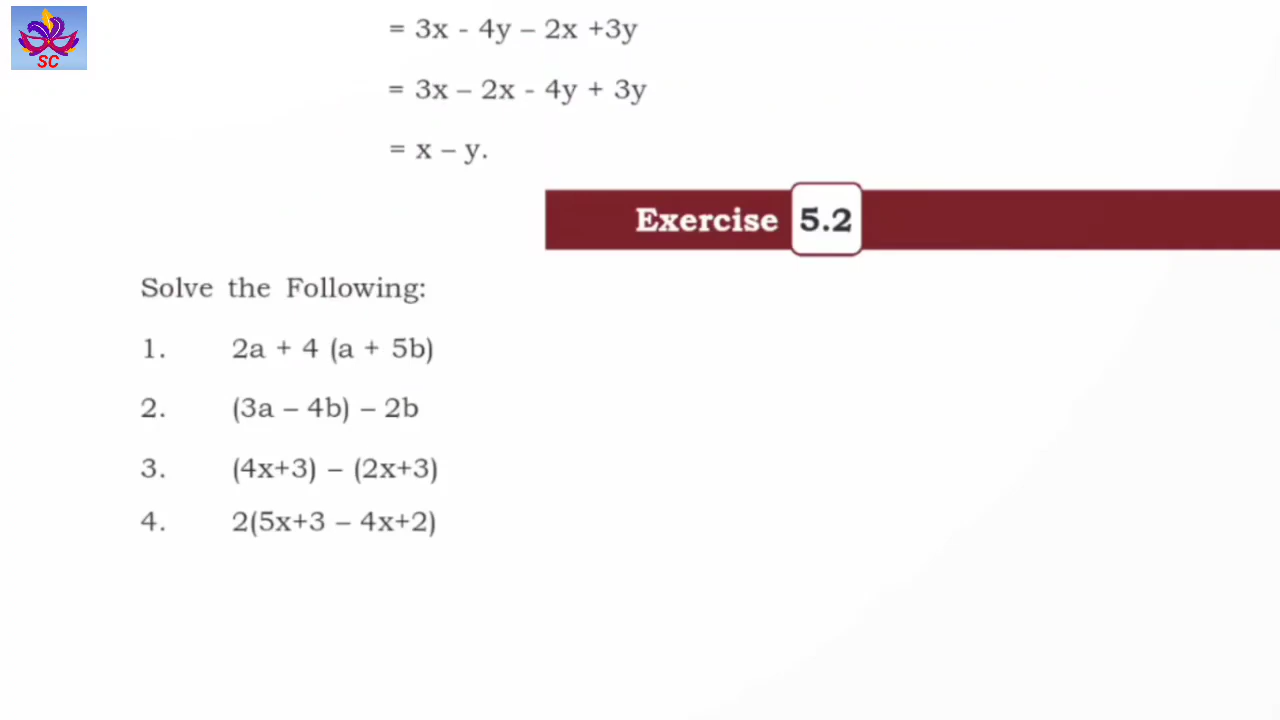 SC
= 3x - 4y – 2x +3y
= 3x – 2x - 4y + 3y
= x – y.
Exercise 5.2
Solve the Following:
1. 2a + 4 (a + 5b)
2. (3a – 4b) – 2b
3. (4x+3) – (2x+3)
4. 2(5x+3 – 4x+2)